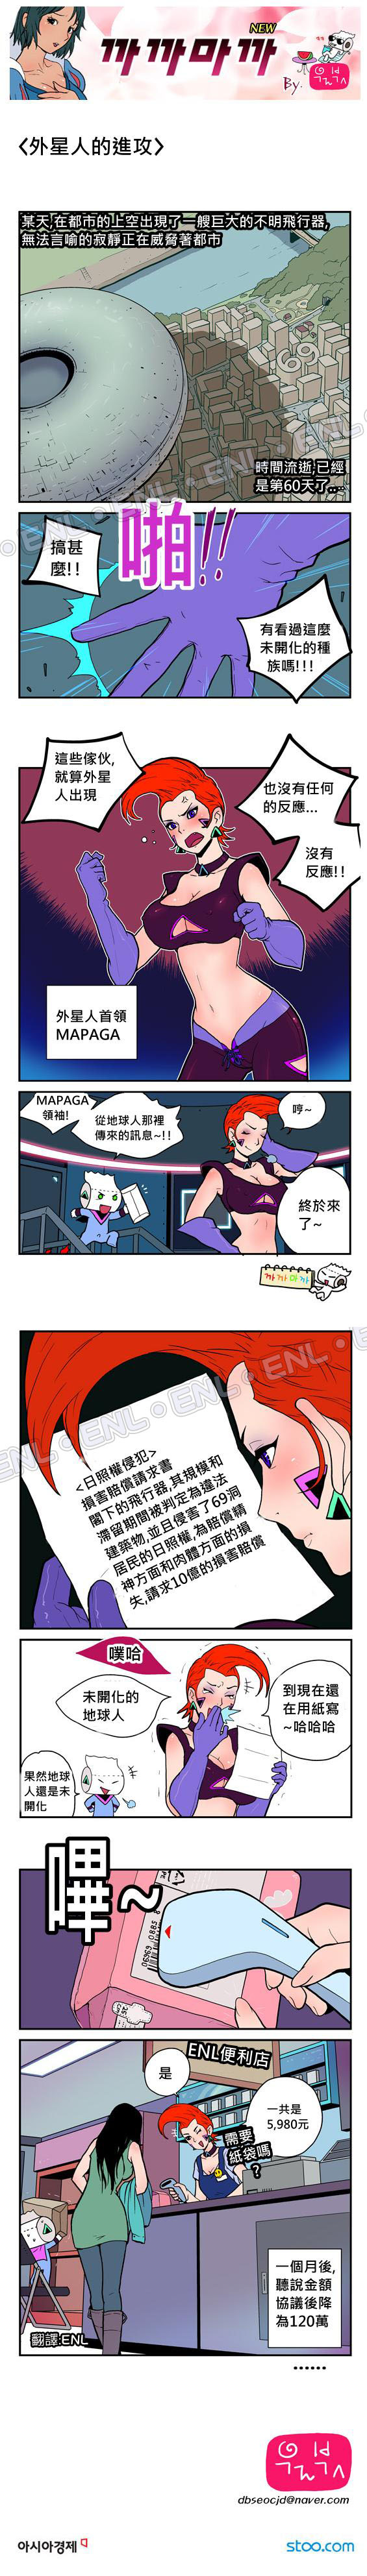 NEW
까까마까
By.
<外星人的進攻>
某天,在都市的上空出現了一艘巨大的不明飛行器,
無法言喻的寂靜正在威脅著都市
時間流逝,已經
是第60天了....
搞甚
麼!!
啪!!
有看過這麼
未開化的種
族嗎!!!
這些傢伙,
就算外星
人出現
也沒有任何
的反應...
沒有
反應!!
外星人首領
MAPAGA
MAPAGA
領袖!
從地球人那裡
傳來的訊息~!!
哼~
終於來
了~
까까마까
ENL
<日照權侵犯>
損害賠償請求書
閣下的飛行器,其規模和
滯留期間被判定為違法
建築物,並且侵害了69洞
居民的日照權,為賠償精
神方面和肉體方面的損
失,請求10億的損害賠償
噗哈
未開化的
地球人
到現在還
在用紙寫
~哈哈哈
果然地球
人還是未
開化
嗶~
ENL便利店
是
一共是
5,980元
需要
紙袋嗎
?
一個月後,
聽說金額
協議後降
為120萬
翻譯:ENL
......
dbseocjd@naver.com
아시아경제
stoo.com